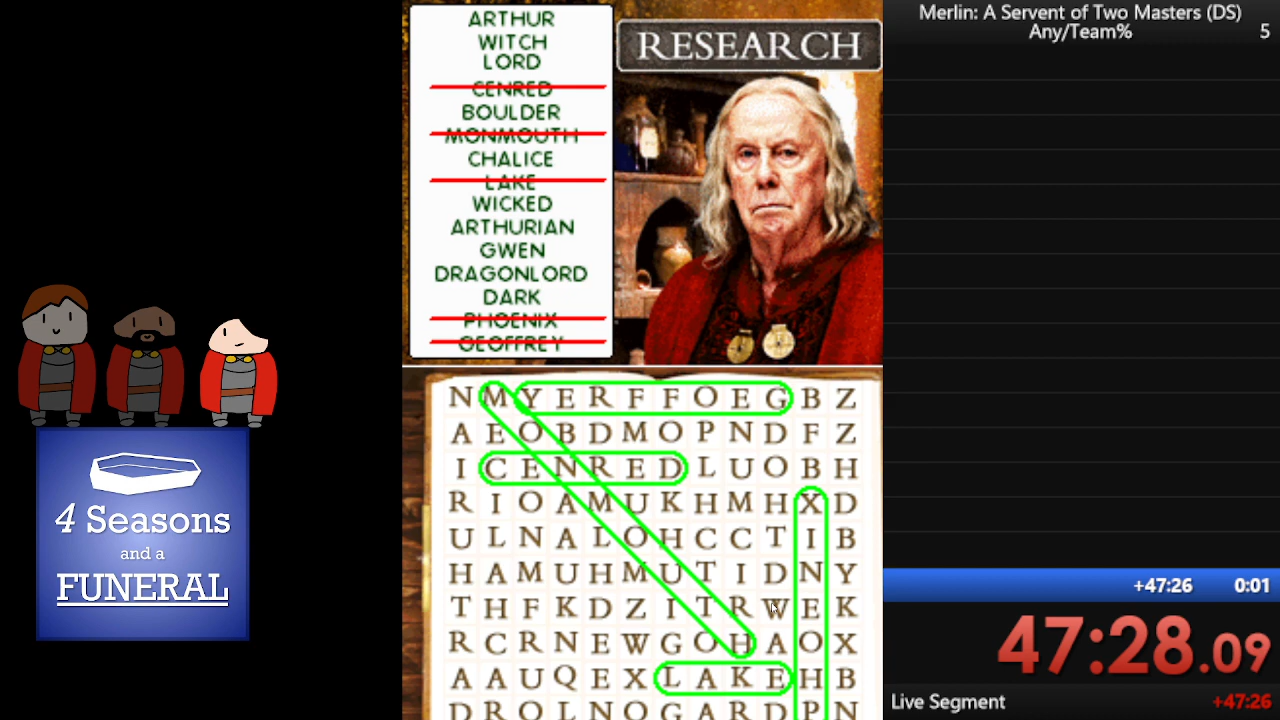 ARTHUR
WITCH
LORD
CENRED
BOULDER
MONMOUTH
CHALICE
LAKE
WICKED
ARTHURIAN
GWEN
DRAGONLORD
DARK
PHOENIX
GEOFFREY
RESEARCH
N M Y E R F F O E G B Z
A E O B D M O P N D F Z
I C E N R E D L U O B H
R I O A M U K H M H X D
U L N A L O H C C T I B
H A M U H M U T I D N Y
T H F K D Z I T R W E K
R C R N E W G O H A O X
A A U Q E X L A K E H B
D R O L N O G A R D P N
4 Seasons
and a
FUNERAL
Merlin: A Servent of Two Masters (DS)
Any/Team% 5
+47:26 0:01
47:28.09
Live Segment +47:26